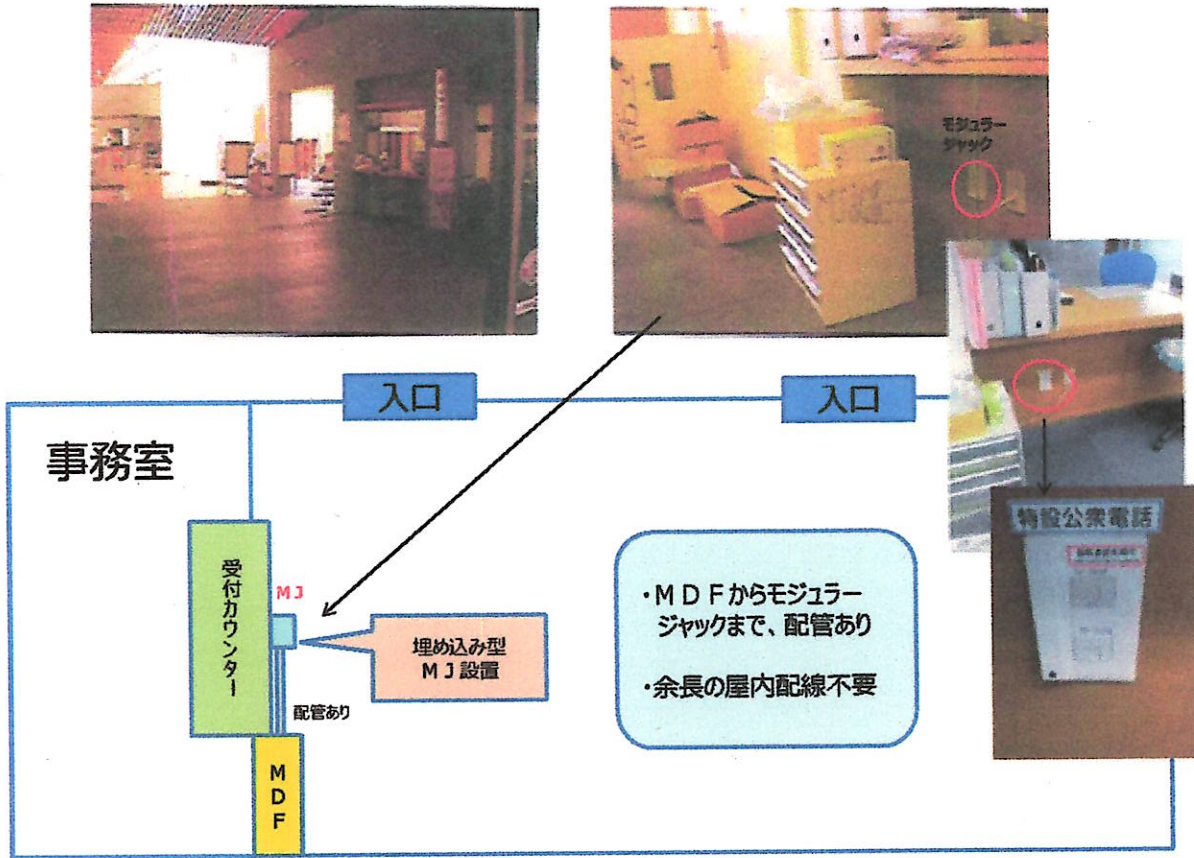 モジュラー
ジャック
入口
入口
事務室
特設公衆電話
受付カウンター
MJ
埋め込み型
MJ設置
・MDFからモジュラー
ジャックまで、配管あり
・余長の屋内配線不要
配管あり
MDF